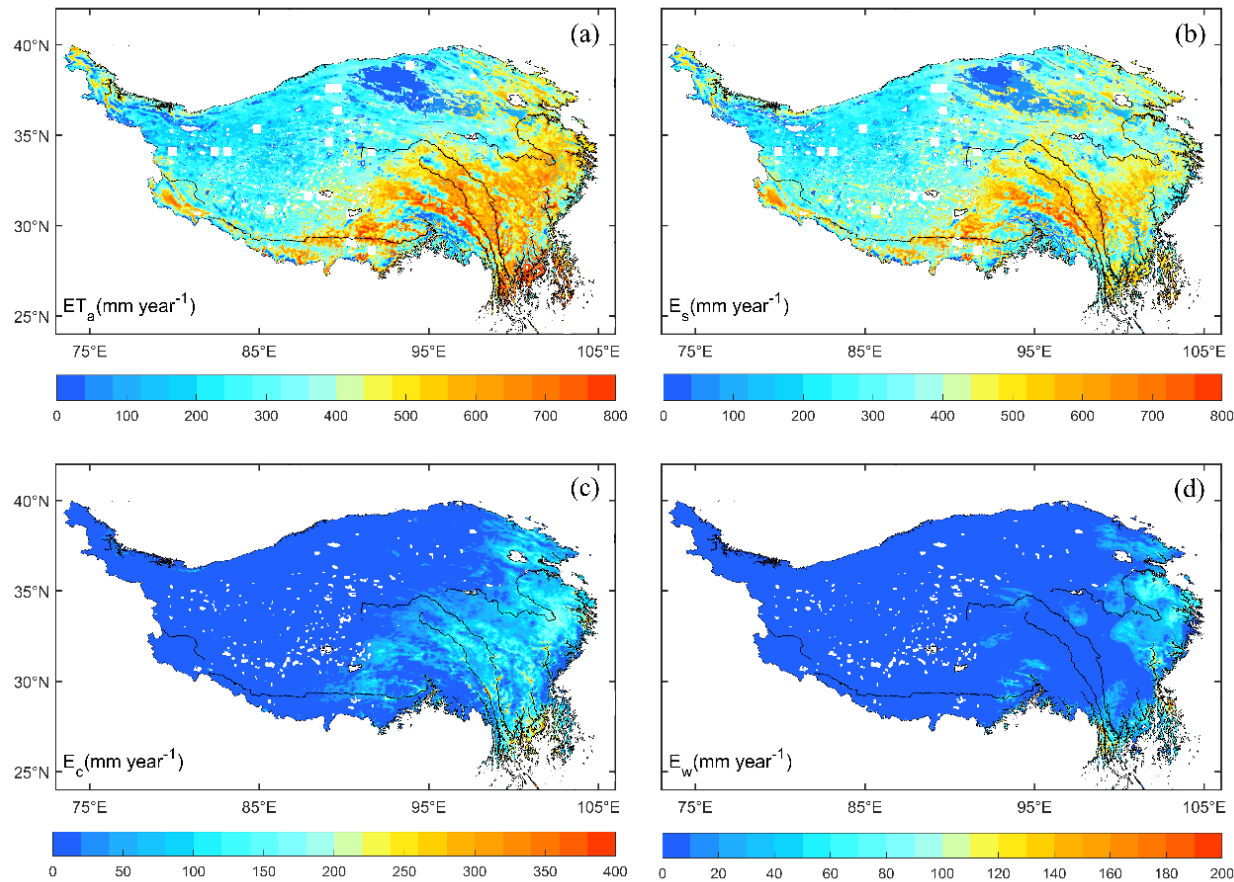 (a)
(b)
40°N
35°N
30°N
25°N
ET_a(mm year^-1)
75°E 85°E 95°E 105°E
0 100 200 300 400 500 600 700 800
40°N
35°N
30°N
25°N
E_s(mm year^-1)
75°E 85°E 95°E 105°E
0 100 200 300 400 500 600 700 800
(c)
(d)
40°N
35°N
30°N
25°N
E_c(mm year^-1)
75°E 85°E 95°E 105°E
0 50 100 150 200 250 300 350 400
40°N
35°N
30°N
25°N
E_w(mm year^-1)
75°E 85°E 95°E 105°E
0 20 40 60 80 100 120 140 160 180 200